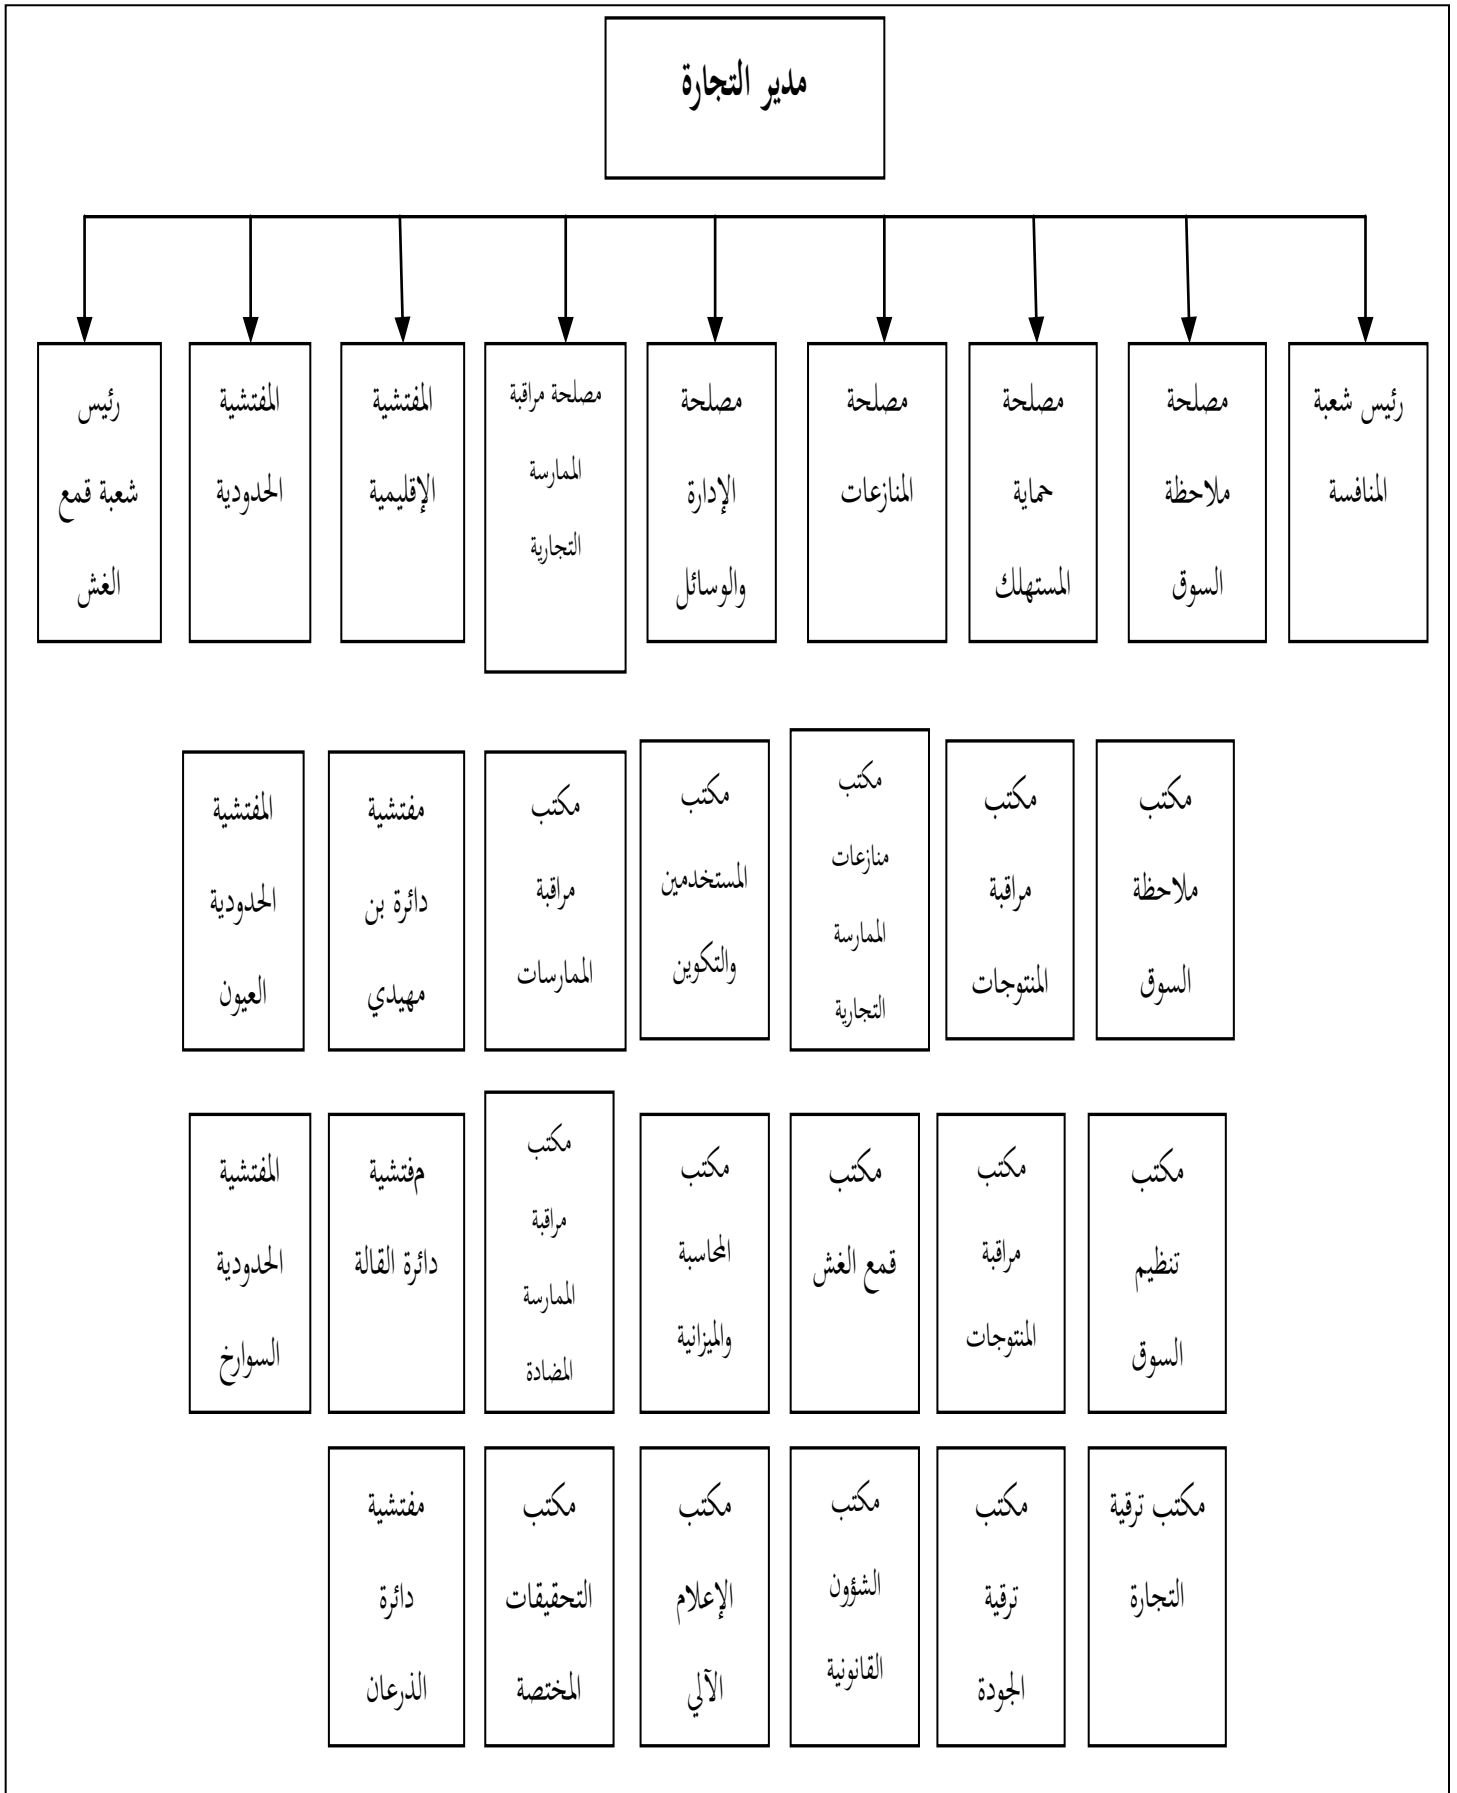 مدير التجارة
رئيس شعبة
المنافسة
مصلحة
ملاحظة
السوق
مصلحة
حماية
المستهلك
مصلحة
المنازعات
مصلحة
الإدارة
والوسائل
مصلحة مراقبة
الممارسة
التجارية
المفتشية
الإقليمية
المفتشية
الحدودية
رئيس
شعبة قمع
الغش
مكتب
ملاحظة
السوق
مكتب
مراقبة
المنتوجات
مكتب
منازعات
الممارسة
التجارية
مكتب
المستخدمين
والتكوين
مكتب
مراقبة
الممارسات
مفتشية
دائرة بن
مهيدي
المفتشية
الحدودية
العيون
مكتب
تنظيم
السوق
مكتب
مراقبة
المنتوجات
مكتب
قمع الغش
مكتب
المحاسبة
والميزانية
مكتب
مراقبة
الممارسة
المضادة
مفتشية
دائرة القالة
المفتشية
الحدودية
السوارخ
مكتب ترقية
التجارة
مكتب
ترقية
الجودة
مكتب
الشؤون
القانونية
مكتب
الإعلام
الآلي
مكتب
التحقيقات
المختصة
مفتشية
دائرة
الذرعان